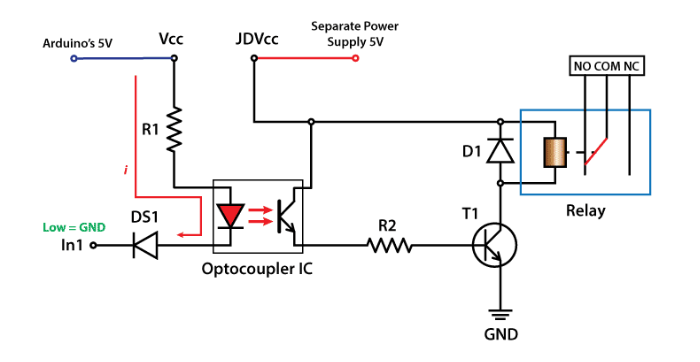 Separate Power
Supply 5V
Arduino's 5V
Vcc
JDVcc
NO COM NC
R1
D1
i
DS1
T1
Relay
R2
Low = GND
In1
Optocoupler IC
GND